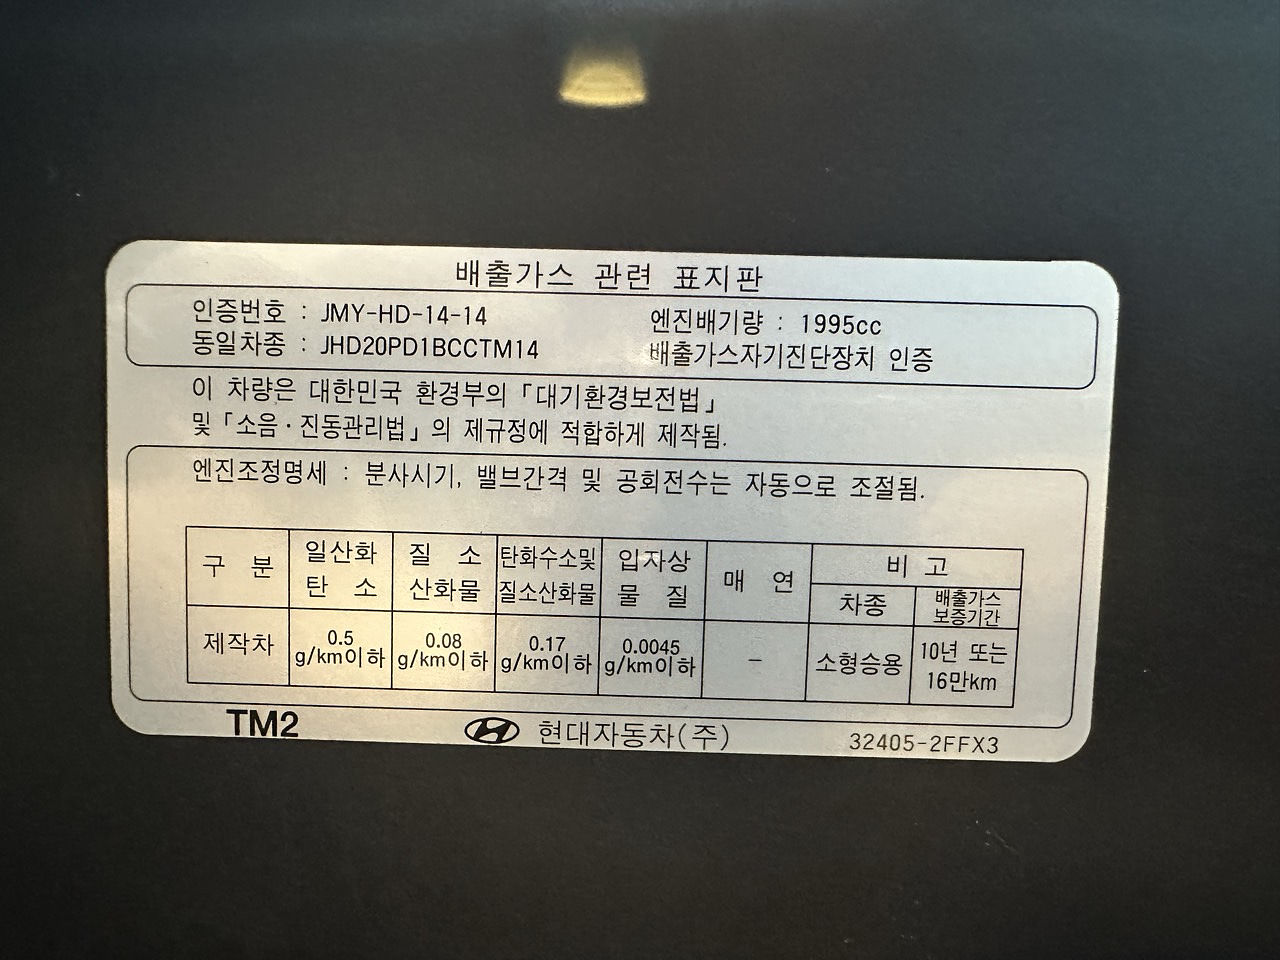 배출가스 관련 표지판
인증번호 : JMY-HD-14-14
엔진배기량 : 1995cc
동일차종 : JHD20PD1BCCTM14
배출가스자기진단장치 인증
이 차량은 대한민국 환경부의 「대기환경보전법」
및 「소음·진동관리법」의 제규정에 적합하게 제작됨.
엔진조정명세 : 분사시기, 밸브간격 및 공회전수는 자동으로 조절됨.
구 분
일산화
탄 소
질 소
산화물
탄화수소및
질소산화물
입자상
물 질
매 연
비 고
차종
배출가스
보증기간
제작차
0.5
g/km이하
0.08
g/km이하
0.17
g/km이하
0.0045
g/km이하
–
소형승용
10년 또는
16만km
TM2
현대자동차(주)
32405-2FFX3